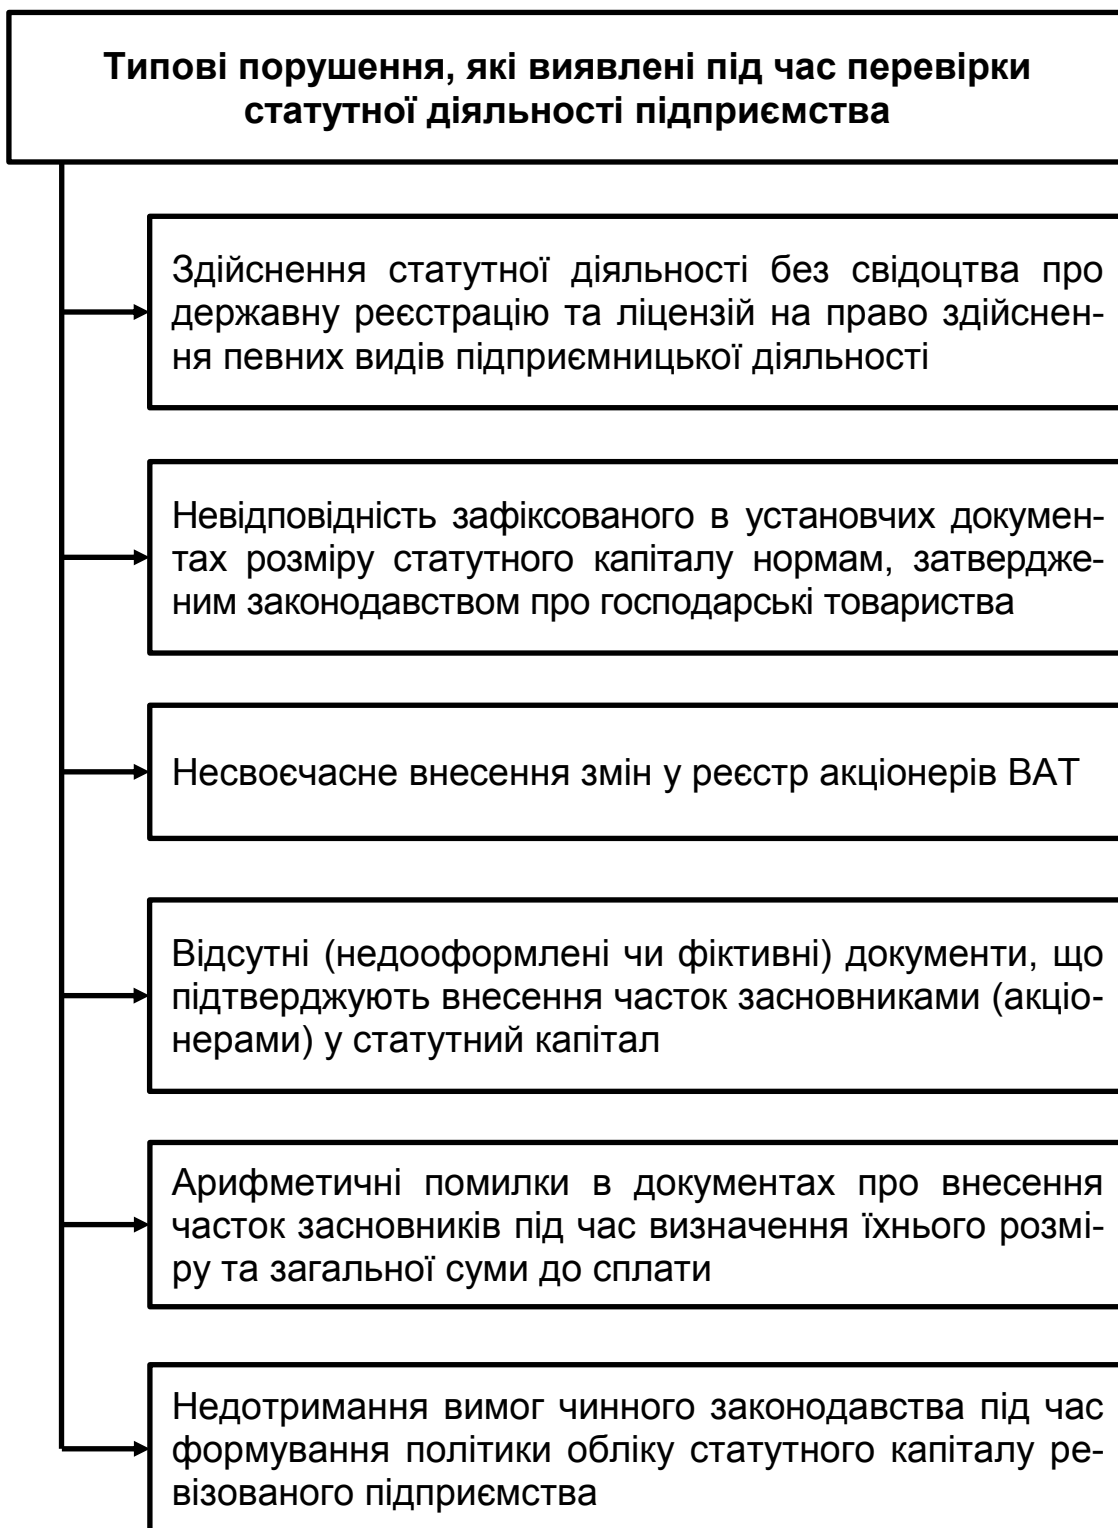 Типові порушення, які виявлені під час перевірки
статутної діяльності підприємства
Здійснення статутної діяльності без свідоцтва про
державну реєстрацію та ліцензій на право здійснен-
ня певних видів підприємницької діяльності
Невідповідність зафіксованого в установчих докумен-
тах розміру статутного капіталу нормам, затвердже-
ним законодавством про господарські товариства
Несвоєчасне внесення змін у реєстр акціонерів ВАТ
Відсутні (недооформлені чи фіктивні) документи, що
підтверджують внесення часток засновниками (акціо-
нерами) у статутний капітал
Арифметичні помилки в документах про внесення
часток засновників під час визначення їхнього розмі-
ру та загальної суми до сплати
Недотримання вимог чинного законодавства під час
формування політики обліку статутного капіталу ре-
візованого підприємства